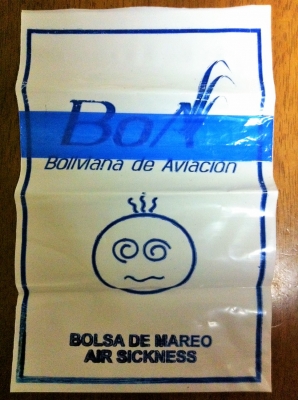 BoA
Boliviana de Aviación
BOLSA DE MAREO
AIR SICKNESS